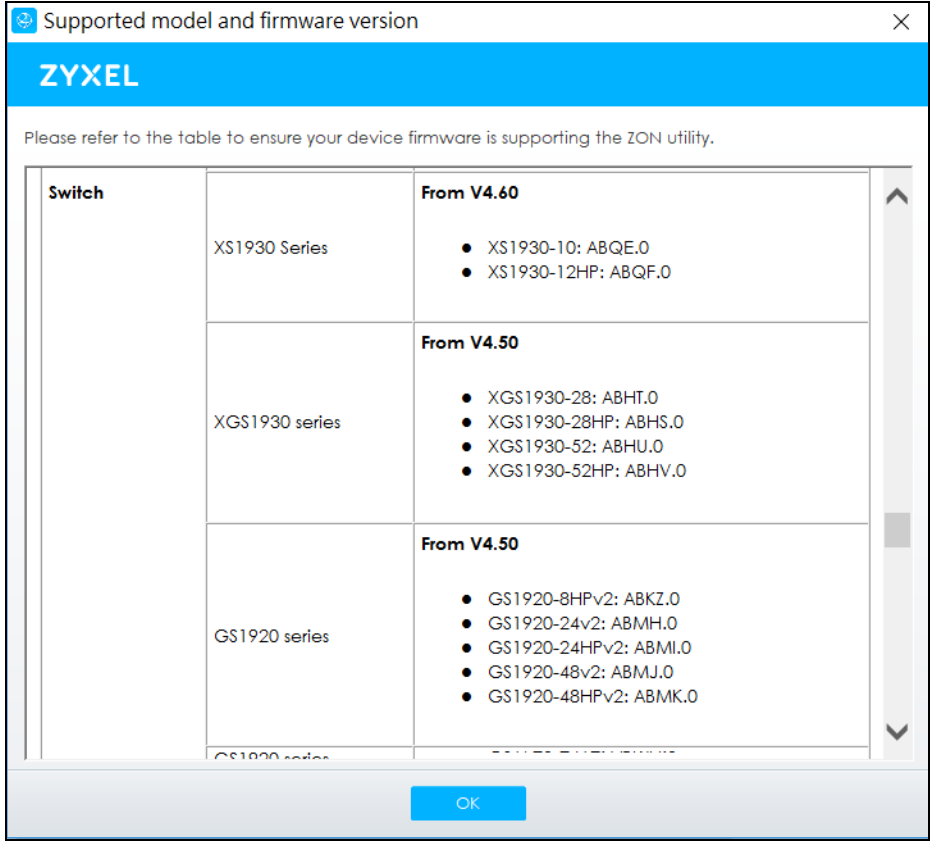 Supported model and firmware version
ZYXEL
Please refer to the table to ensure your device firmware is supporting the ZON utility.
Switch
XS1930 Series
From V4.60
XS1930-10: ABQE.0
XS1930-12HP: ABQF.0
XGS1930 series
From V4.50
XGS1930-28: ABHT.0
XGS1930-28HP: ABHS.0
XGS1930-52: ABHU.0
XGS1930-52HP: ABHV.0
GS1920 series
From V4.50
GS1920-8HPv2: ABKZ.0
GS1920-24v2: ABMH.0
GS1920-24HPv2: ABMI.0
GS1920-48v2: ABMJ.0
GS1920-48HPv2: ABMK.0
OK